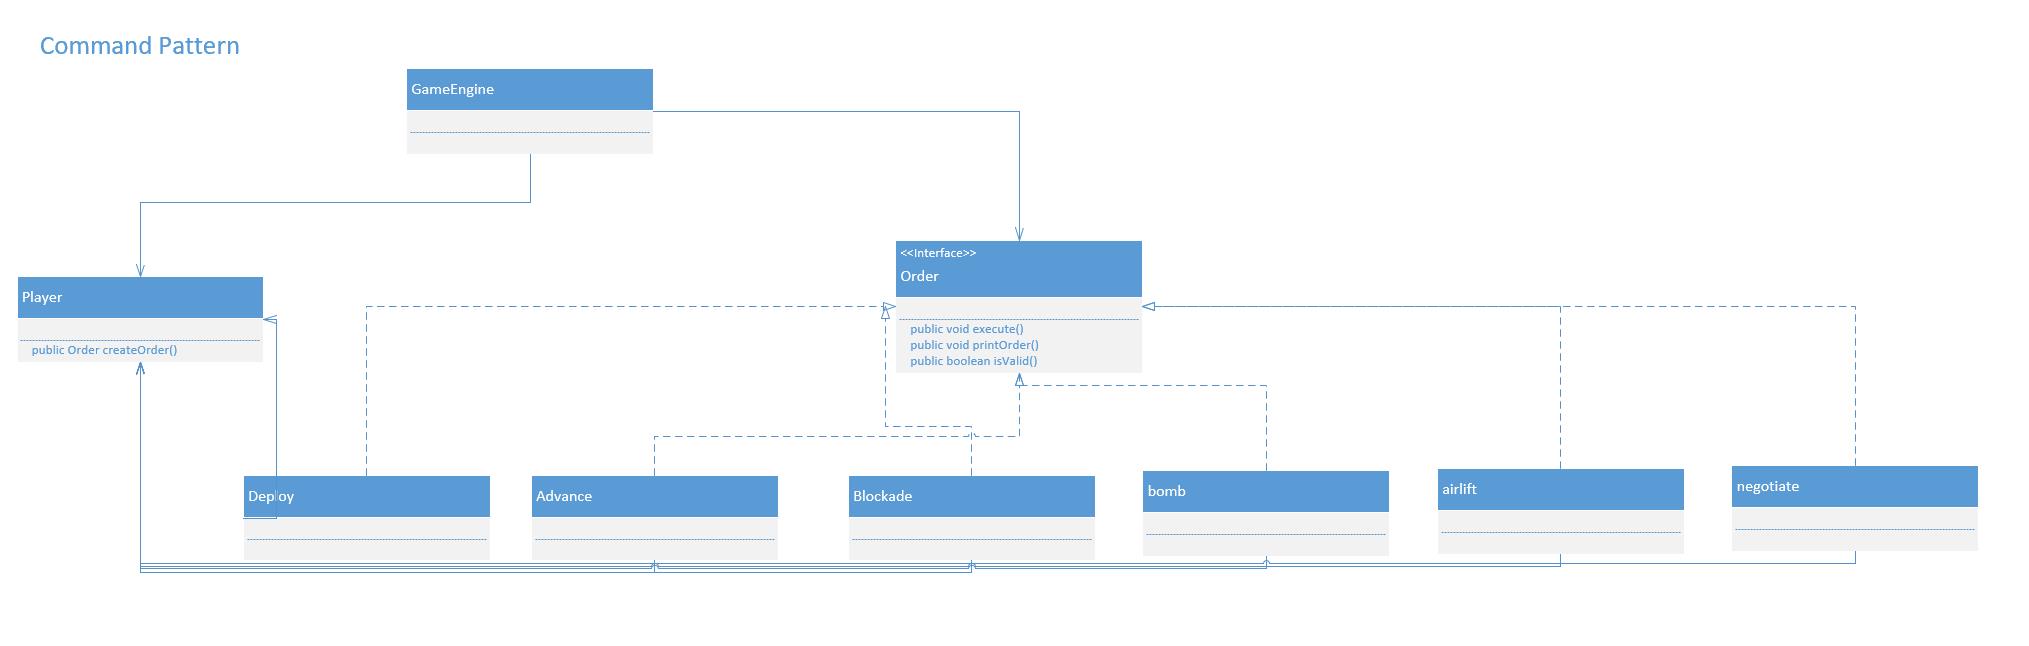 Command Pattern
GameEngine
<<Interface>>
Order
public void execute()
public void printOrder()
public boolean isValid()
Player
public Order createOrder()
Deploy
Advance
Blockade
bomb
airlift
negotiate